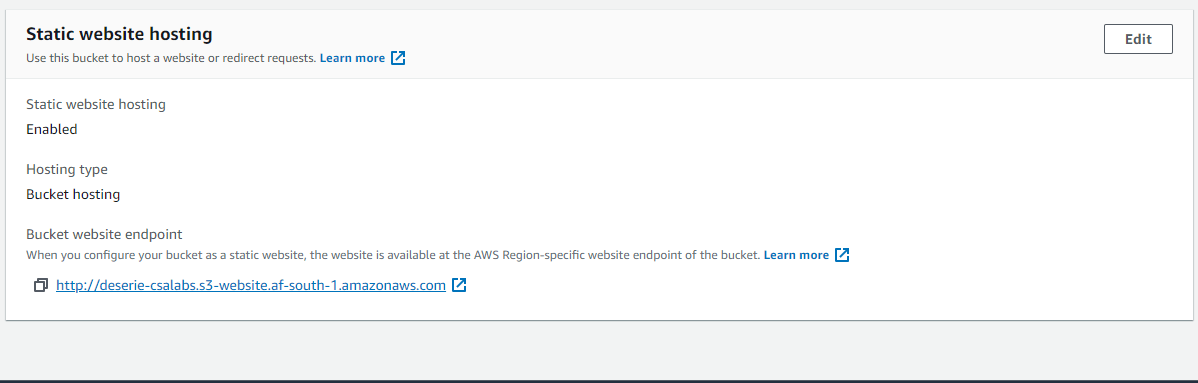 Static website hosting
Edit
Use this bucket to host a website or redirect requests. Learn more
Static website hosting
Enabled
Hosting type
Bucket hosting
Bucket website endpoint
When you configure your bucket as a static website, the website is available at the AWS Region-specific website endpoint of the bucket. Learn more
http://deserie-csalabs.s3-website.af-south-1.amazonaws.com